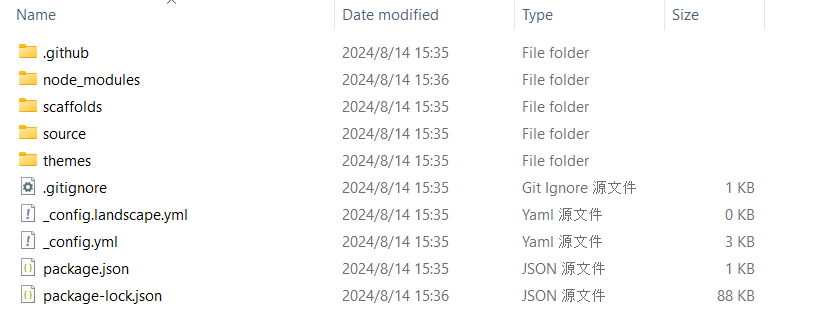 Name Date modified Type Size
.github 2024/8/14 15:35 File folder
node_modules 2024/8/14 15:36 File folder
scaffolds 2024/8/14 15:35 File folder
source 2024/8/14 15:35 File folder
themes 2024/8/14 15:35 File folder
.gitignore 2024/8/14 15:35 Git Ignore 源文件 1 KB
_config.landscape.yml 2024/8/14 15:35 Yaml 源文件 0 KB
_config.yml 2024/8/14 15:35 Yaml 源文件 3 KB
package.json 2024/8/14 15:35 JSON 源文件 1 KB
package-lock.json 2024/8/14 15:36 JSON 源文件 88 KB